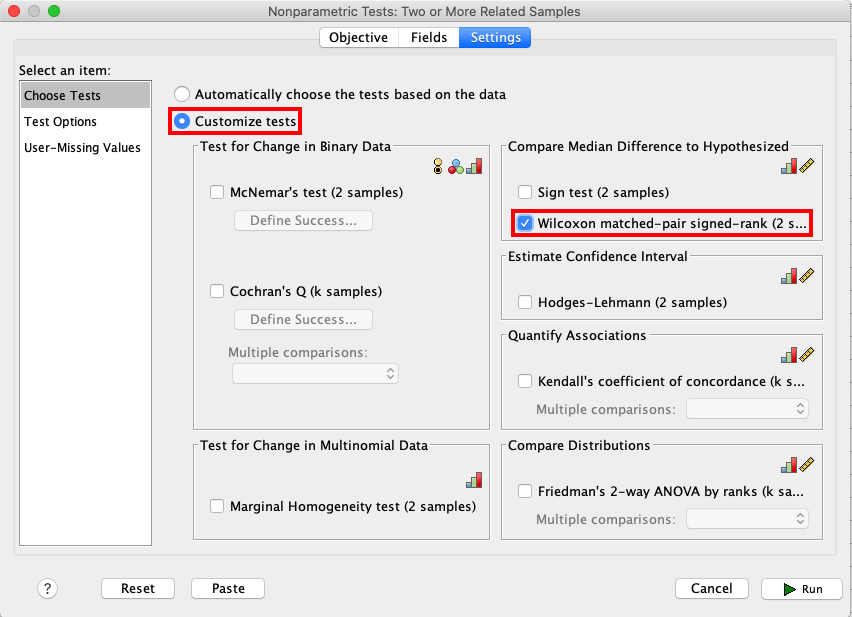 Nonparametric Tests: Two or More Related Samples
Objective Fields Settings
Select an item:
Choose Tests
Test Options
User-Missing Values
Automatically choose the tests based on the data
Customize tests
Test for Change in Binary Data
McNemar's test (2 samples)
Define Success...
Cochran's Q (k samples)
Define Success...
Multiple comparisons:
Test for Change in Multinomial Data
Marginal Homogeneity test (2 samples)
Compare Median Difference to Hypothesized
Sign test (2 samples)
Wilcoxon matched-pair signed-rank (2 s...
Estimate Confidence Interval
Hodges-Lehmann (2 samples)
Quantify Associations
Kendall's coefficient of concordance (k s...
Multiple comparisons:
Compare Distributions
Friedman's 2-way ANOVA by ranks (k sa...
Multiple comparisons:
? Reset Paste Cancel Run